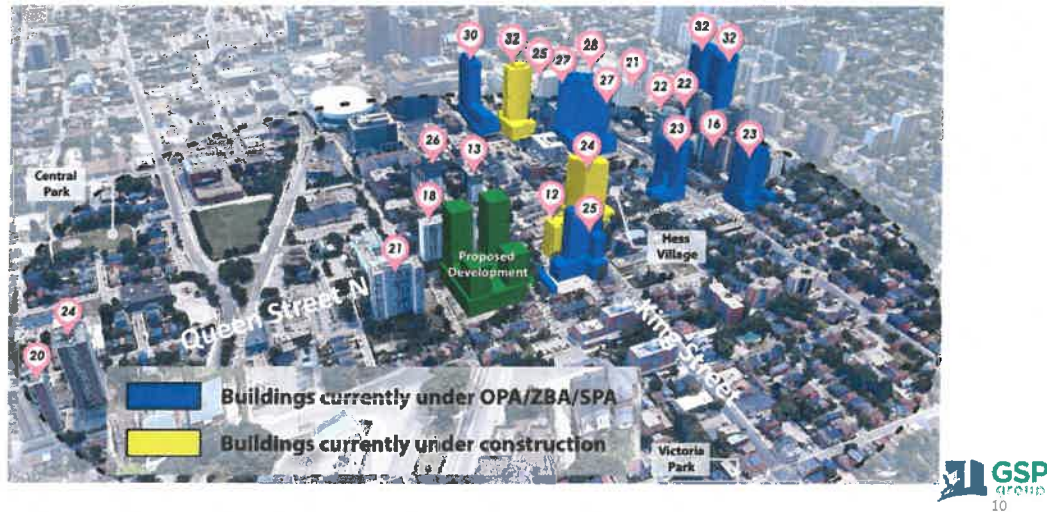 32
32
30
32
25
27
28
27
21
22
22
26
13
24
23
16
23
18
12
25
21
24
20
Central
Park
Proposed
Development
Hess
Village
Queen Street N
King Street
Buildings currently under OPA/ZBA/SPA
Buildings currently under construction
Victoria
Park
GSP
group
10